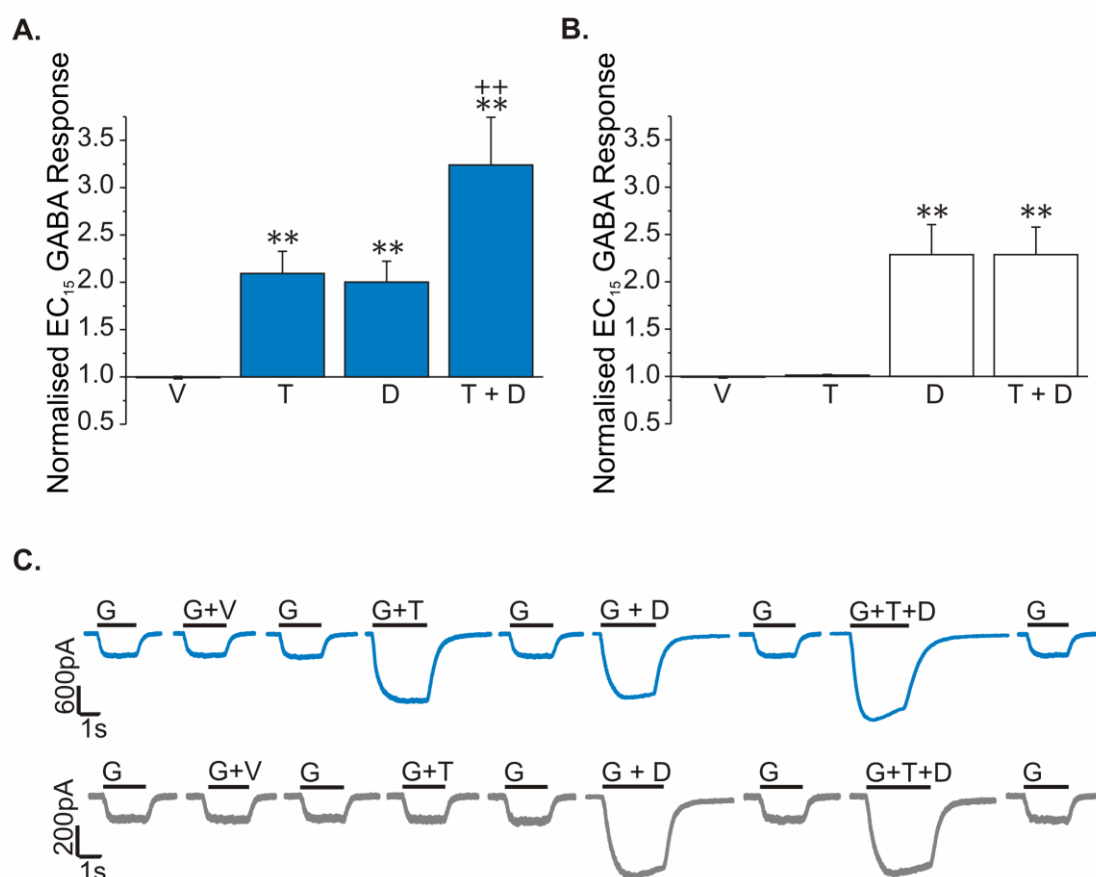 A.
Normalised EC₁₅ GABA Response
3.5
3.0
2.5
2.0
1.5
1.0
0.5
**
**
++
**
V T D T + D
B.
Normalised EC₁₅ GABA Response
3.5
3.0
2.5
2.0
1.5
1.0
0.5
**
**
V T D T + D
C.
G G+V G G+T G G + D G G+T+D G
600pA
1s
G G+V G G+T G G + D G G+T+D G
200pA
1s